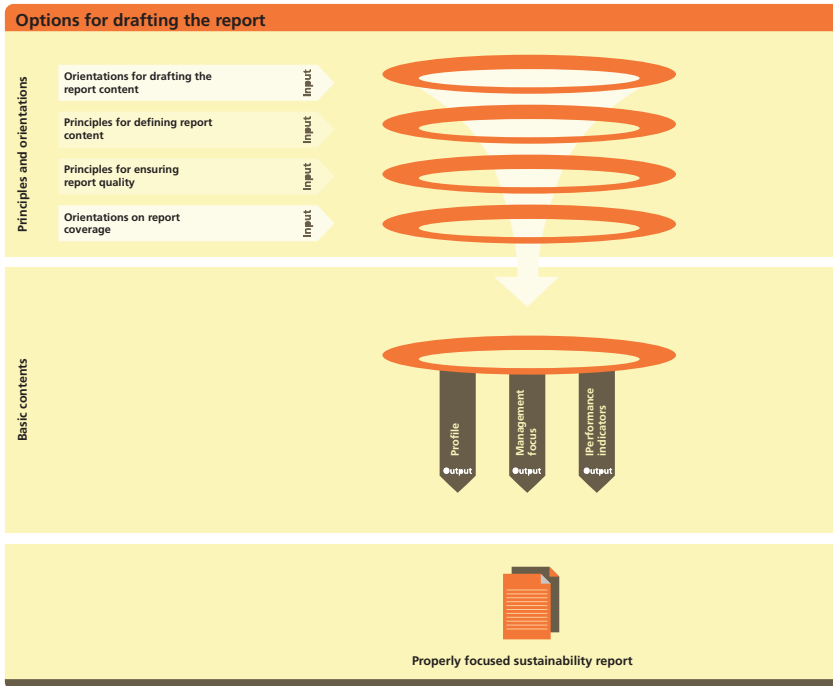 Options for drafting the report
Principles and orientations
Orientations for drafting the
report content
Input
Principles for defining report
content
Input
Principles for ensuring
report quality
Input
Orientations on report
coverage
Input
Basic contents
Profile
Output
Management
focus
Output
IPerformance
indicators
Output
Properly focused sustainability report